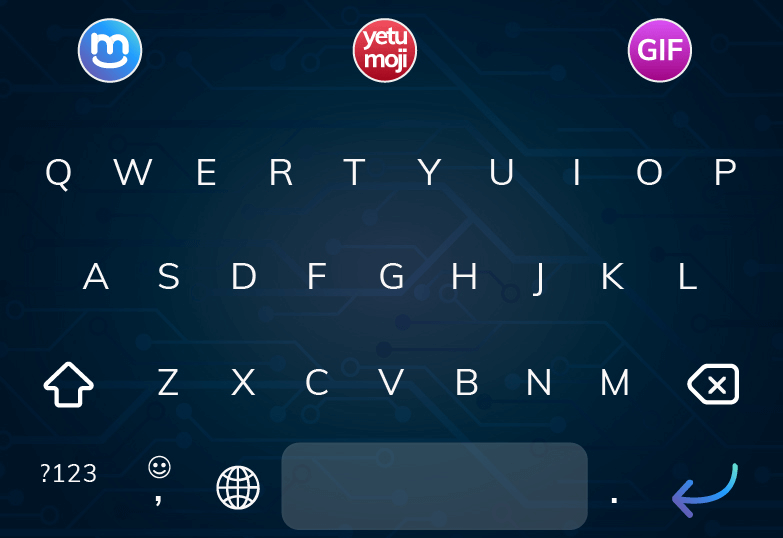 m yetu moji GIF
Q W E R T Y U I O P
A S D F G H J K L
Z X C V B N M
?123 , .